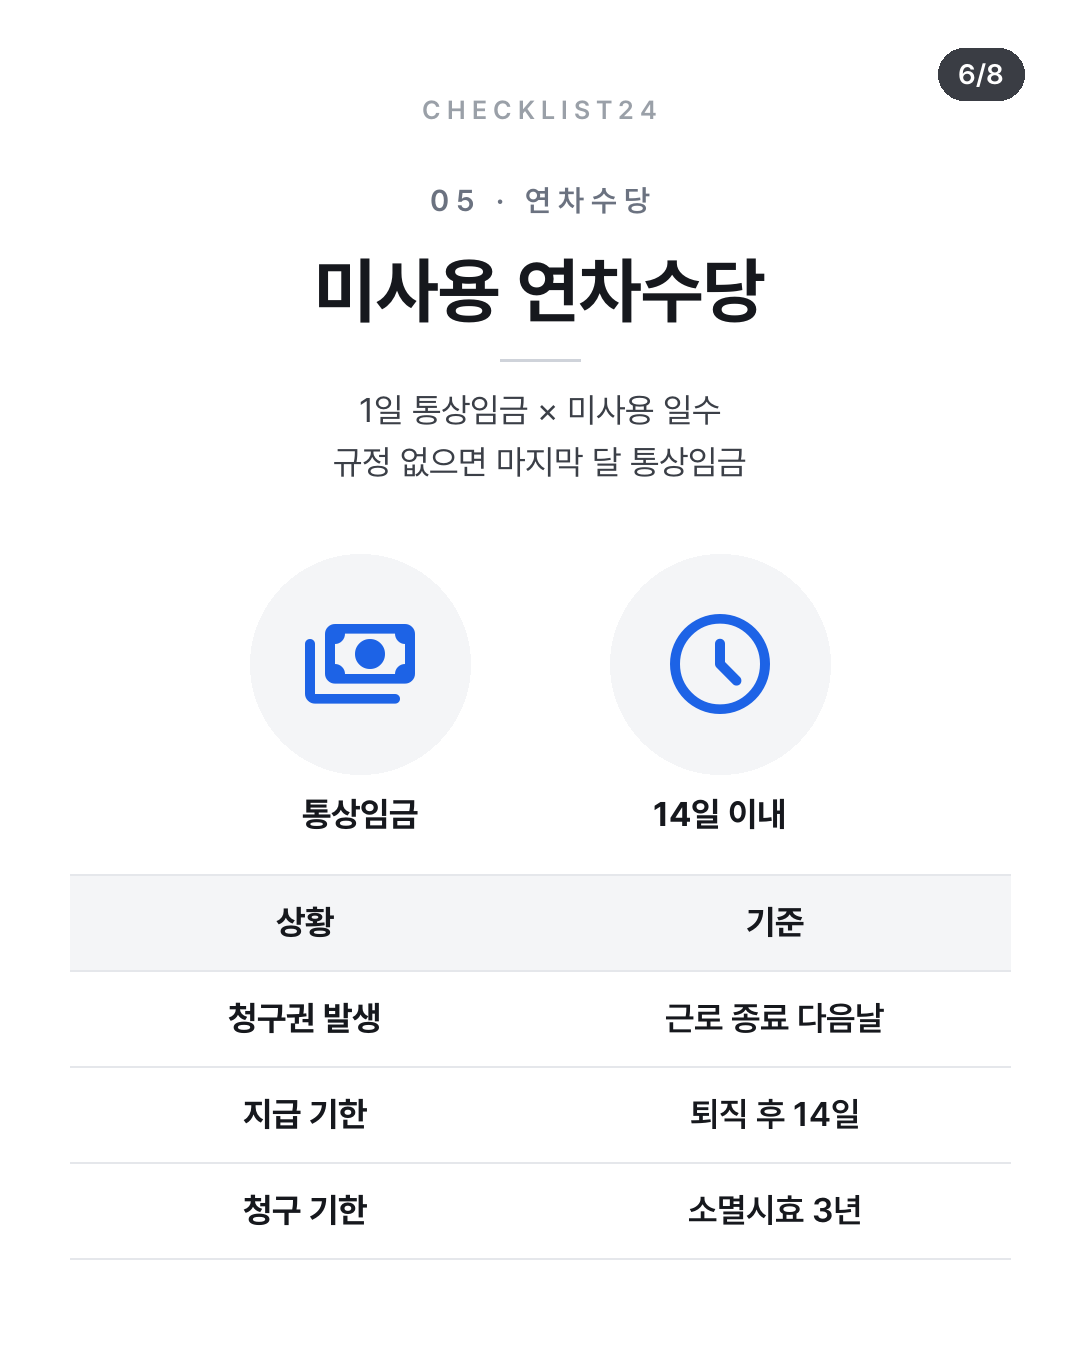 6/8
CHECKLIST24
05 · 연차수당
미사용 연차수당
1일 통상임금 × 미사용 일수
규정 없으면 마지막 달 통상임금
통상임금
14일 이내
상황 기준
청구권 발생 근로 종료 다음날
지급 기한 퇴직 후 14일
청구 기한 소멸시효 3년